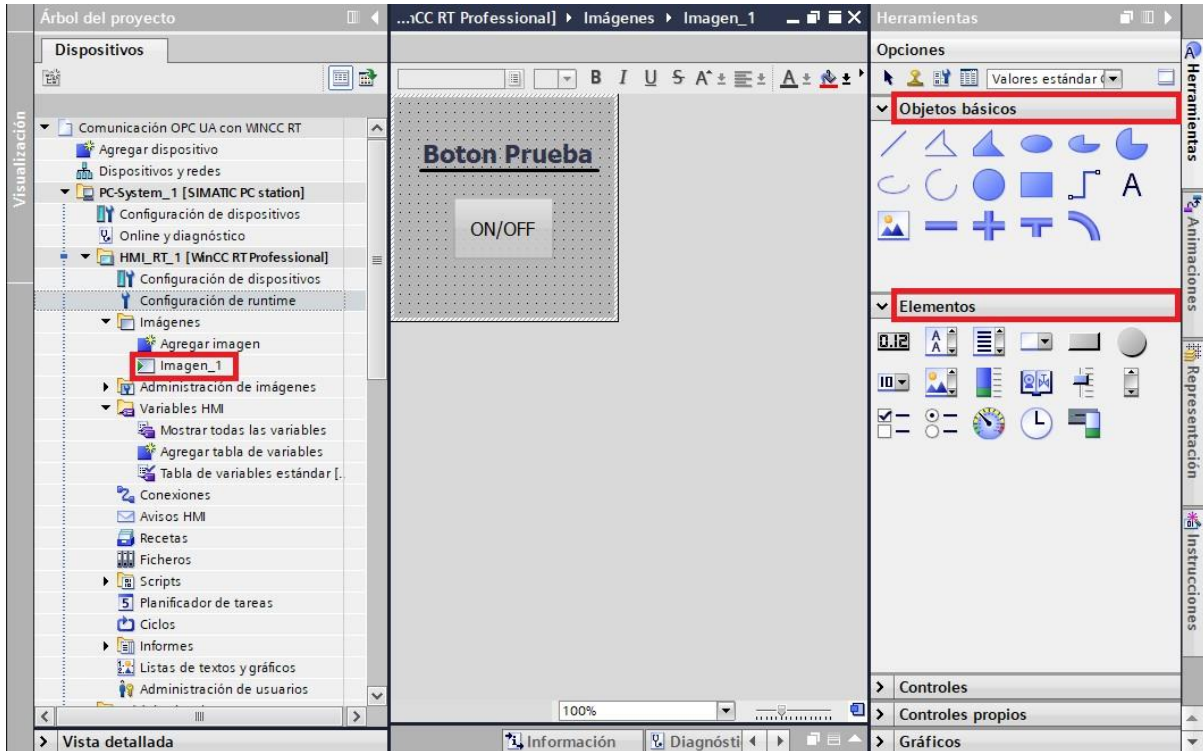 Árbol del proyecto
Dispositivos
Visualización
Comunicación OPC UA con WINCC RT
Agregar dispositivo
Dispositivos y redes
PC-System_1 [SIMATIC PC station]
Configuración de dispositivos
Online y diagnóstico
HMI_RT_1 [WinCC RT Professional]
Configuración de dispositivos
Configuración de runtime
Imágenes
Agregar imagen
Imagen_1
Administración de imágenes
Variables HMI
Mostrar todas las variables
Agregar tabla de variables
Tabla de variables estándar [..
Conexiones
Avisos HMI
Recetas
Ficheros
Scripts
Planificador de tareas
Ciclos
Informes
Listas de textos y gráficos
Administración de usuarios
Vista detallada
...CC RT Professional] ▸ Imágenes ▸ Imagen_1
B I U S A A
Boton Prueba
ON/OFF
100%
Información
Diagnósti
Herramientas
Opciones
Valores estándar (
Objetos básicos
A
Elementos
0.12
A
A
10
Controles
Controles propios
Gráficos
Herramientas
Animaciones
Representación
Instrucciones